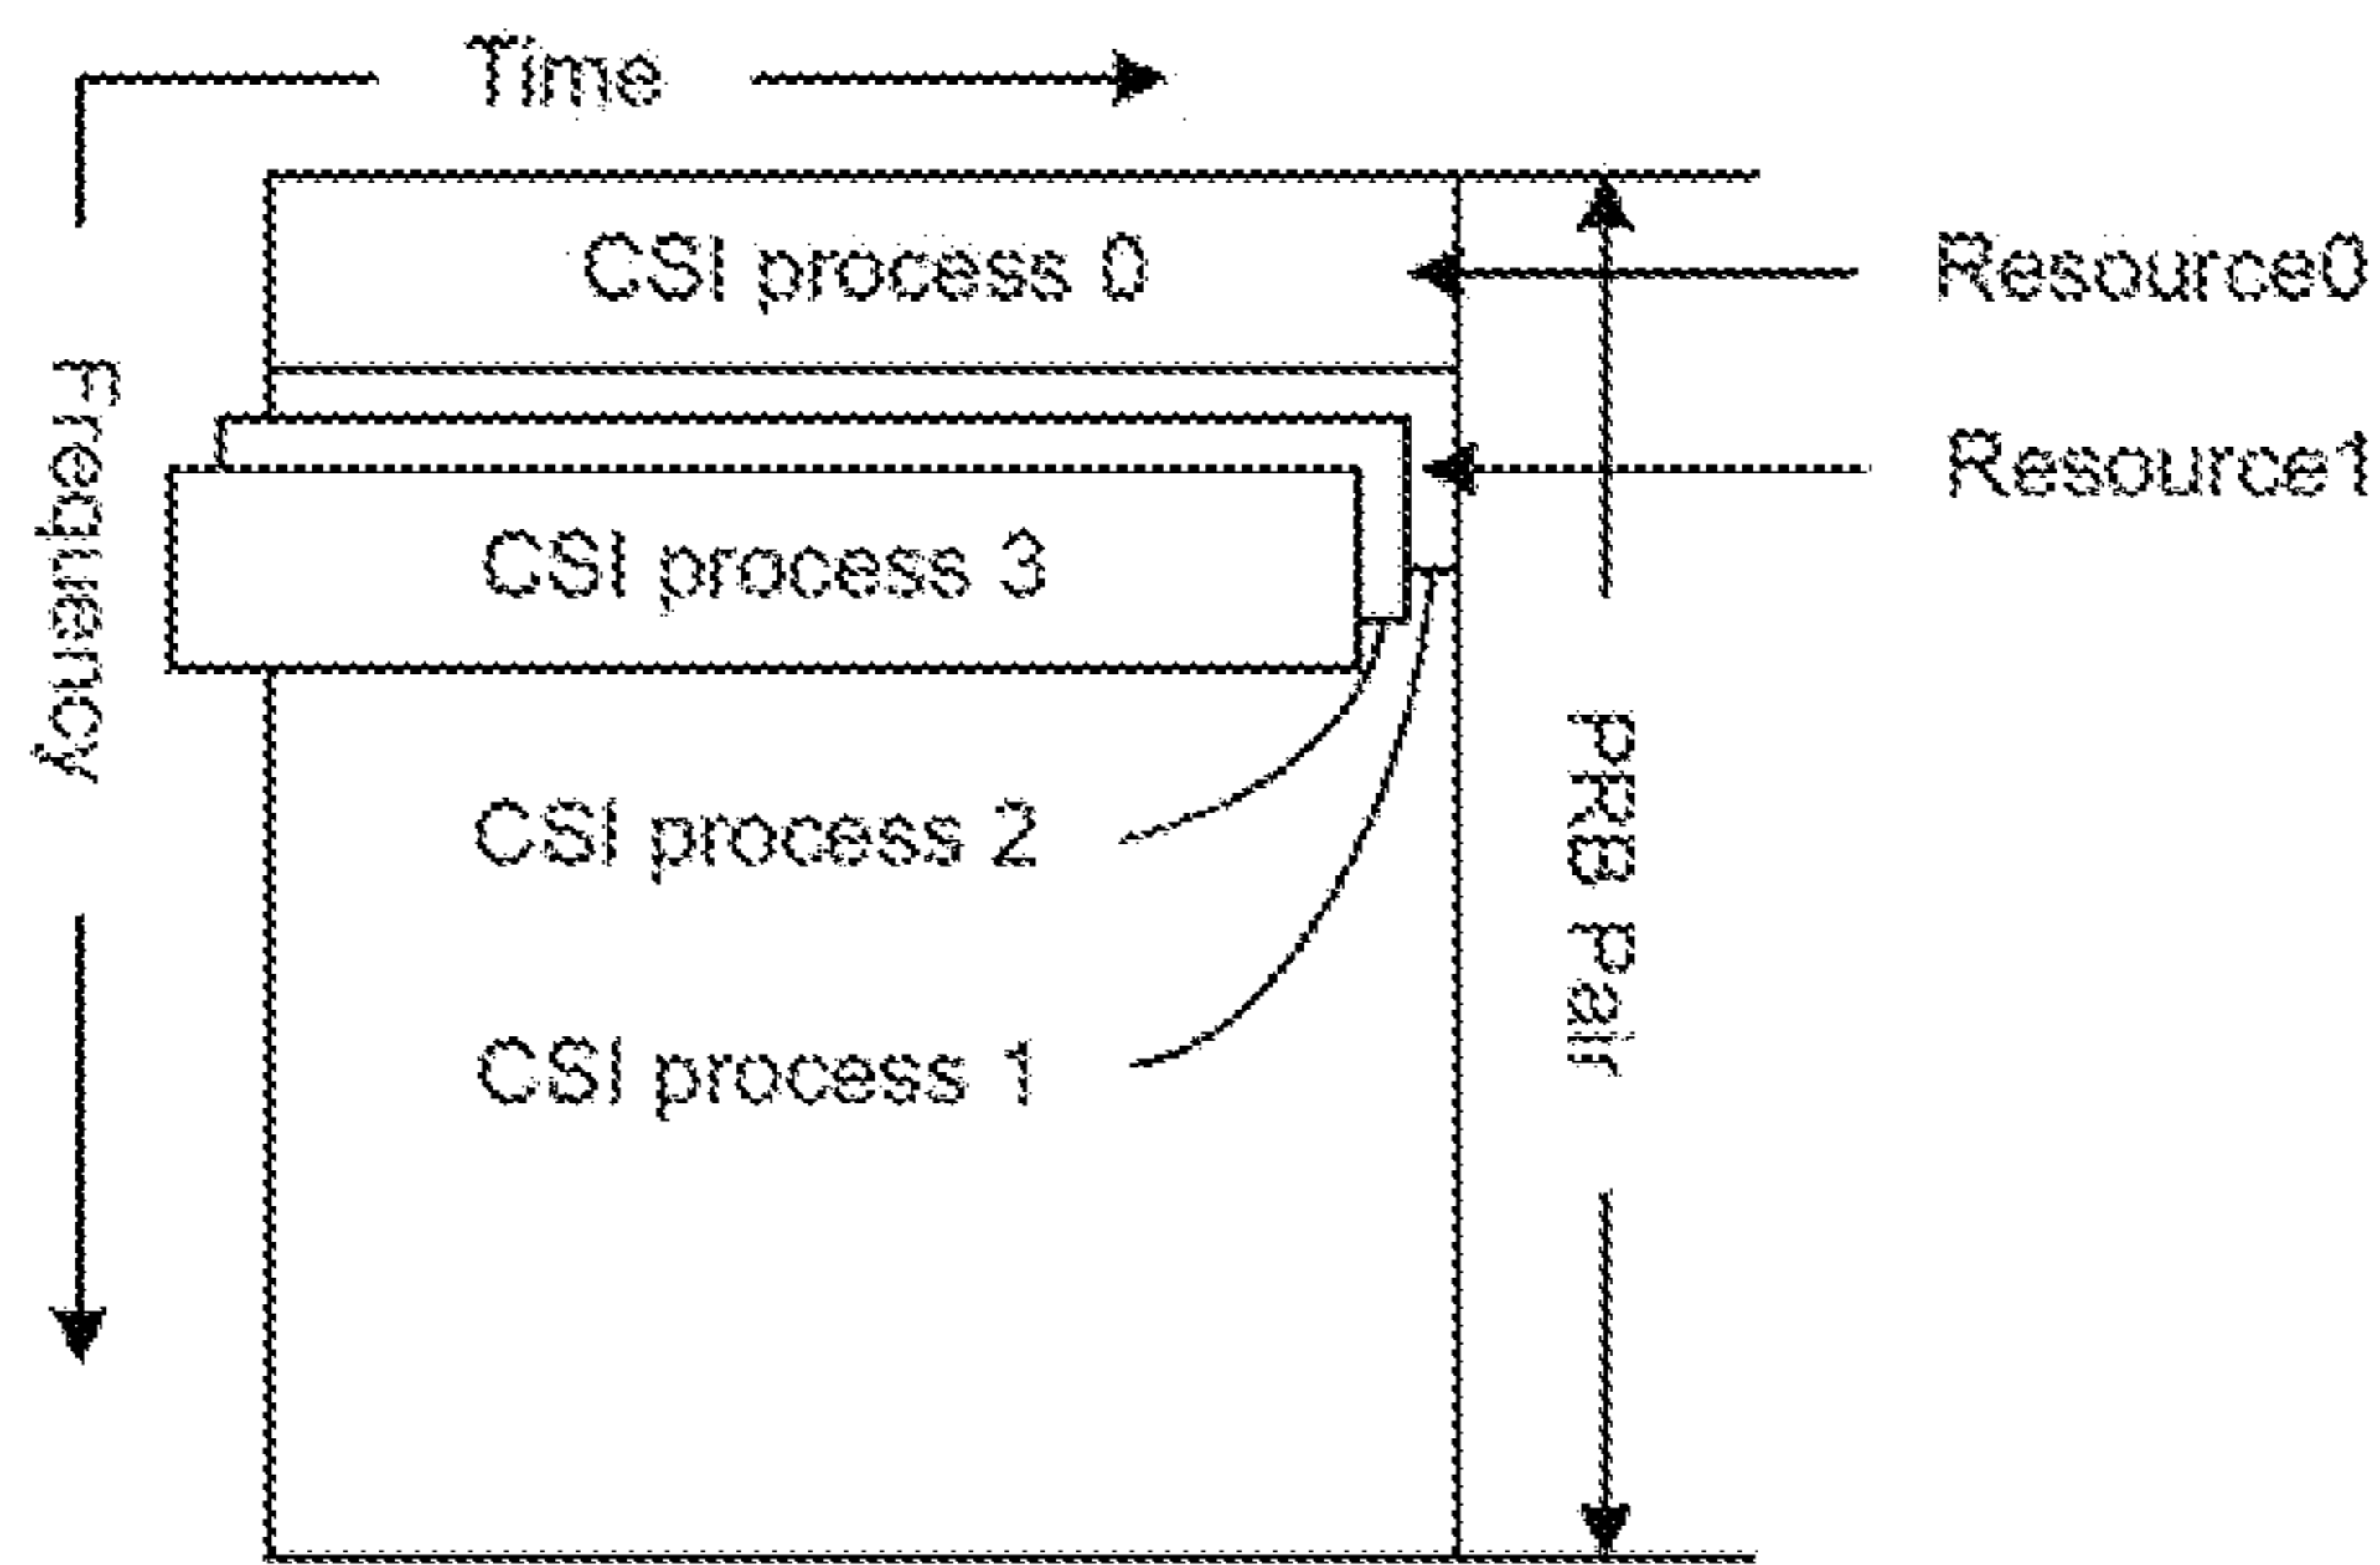 Time
CSI process 0
Resource0
Resource1
Frequency
CSI process 3
CSI process 2
CSI process 1
PRB Pair